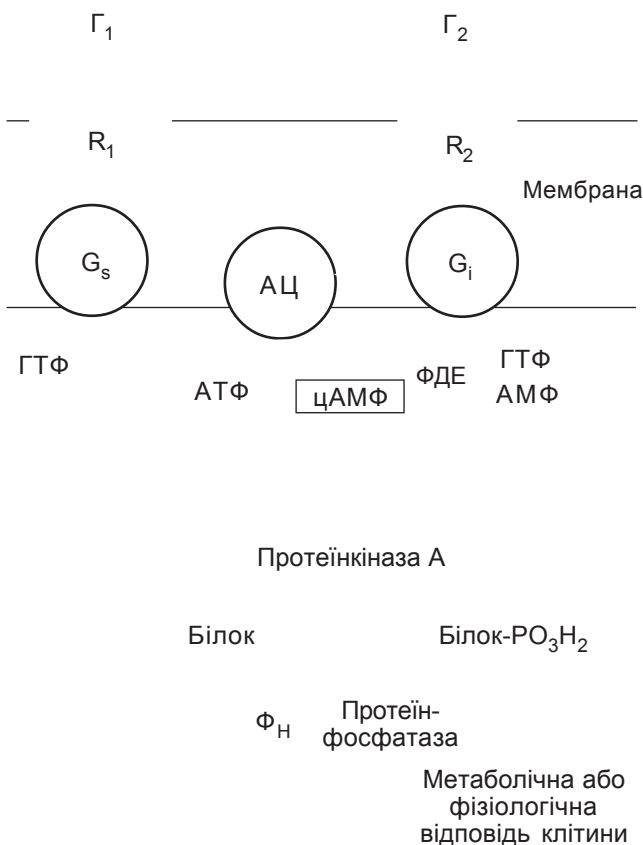 Г₁ Г₂
R₁ R₂
Мембрана
Gₛ АЦ Gᵢ
ГТФ АТФ цАМФ ФДЕ ГТФ
АМФ
Протеїнкіназа А
Білок Білок-PO₃H₂
Ф_Н Протеїн-
фосфатаза
Метаболічна або
фізіологічна
відповідь клітини